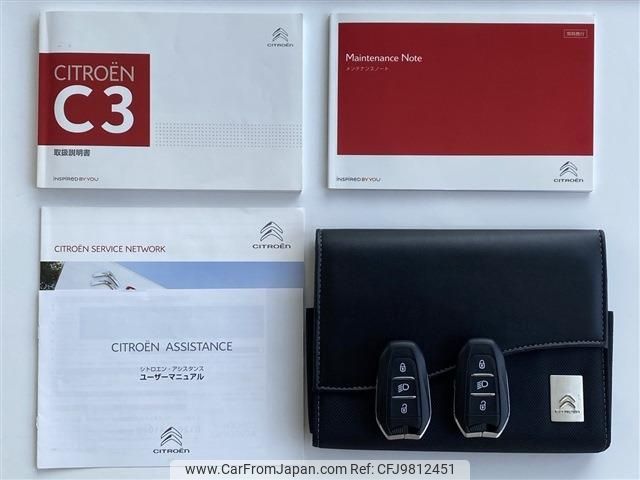 CITROËN
CITROËN
C3
取扱説明書
INSPIRED BY YOU
Maintenance Note
メンテナンスノート
CITROËN
INSPIRED BY YOU
CITROËN
CITROËN SERVICE NETWORK
CITROËN ASSISTANCE
シトロエン・アシスタンス
ユーザーマニュアル
CITROËN
www.CarFromJapan.com
Car ID: CFJ9812451